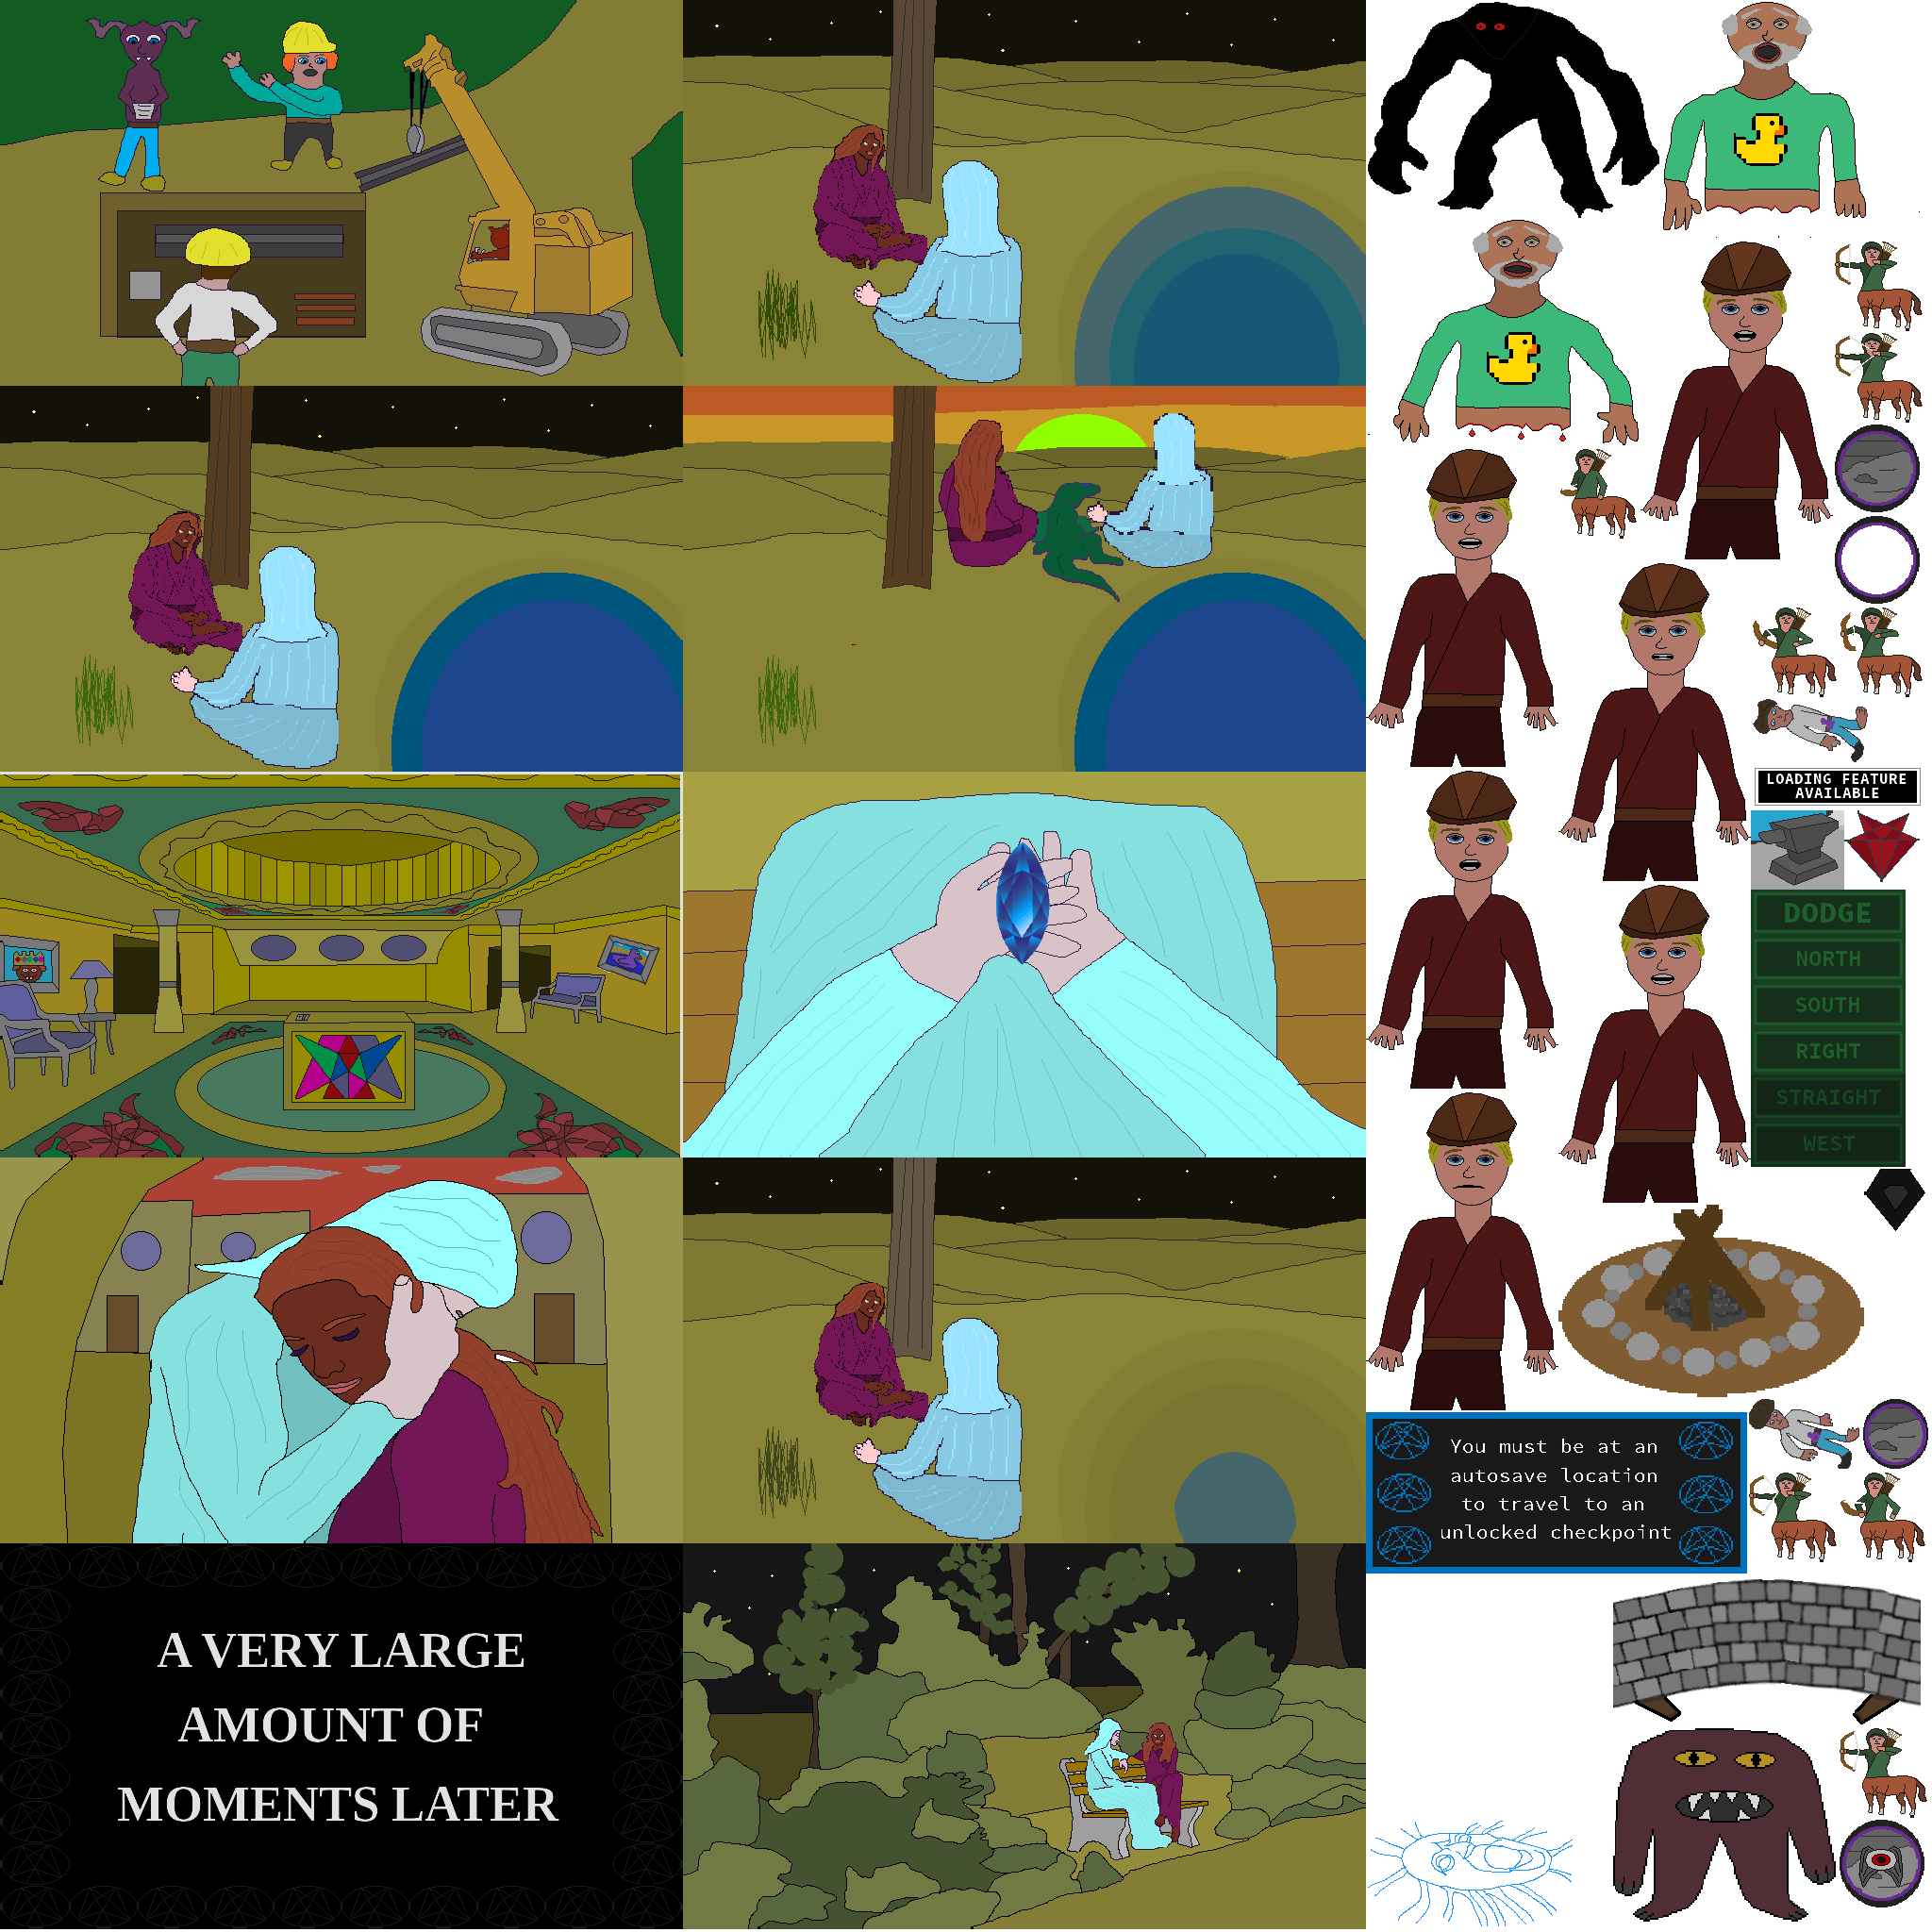 LOADING FEATURE
AVAILABLE
DODGE
NORTH
SOUTH
RIGHT
STRAIGHT
WEST
You must be at an
autosave location
to travel to an
unlocked checkpoint
A VERY LARGE
AMOUNT OF
MOMENTS LATER